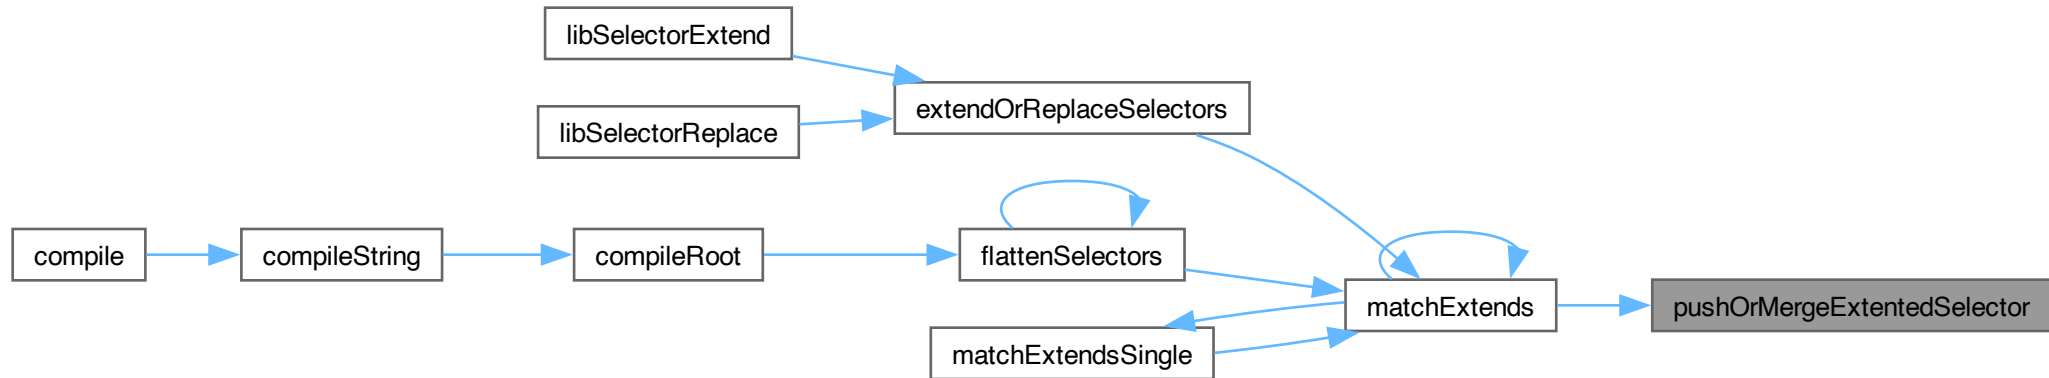 libSelectorExtend
extendOrReplaceSelectors
libSelectorReplace
compile
compileString
compileRoot
flattenSelectors
matchExtends
pushOrMergeExtentedSelector
matchExtendsSingle